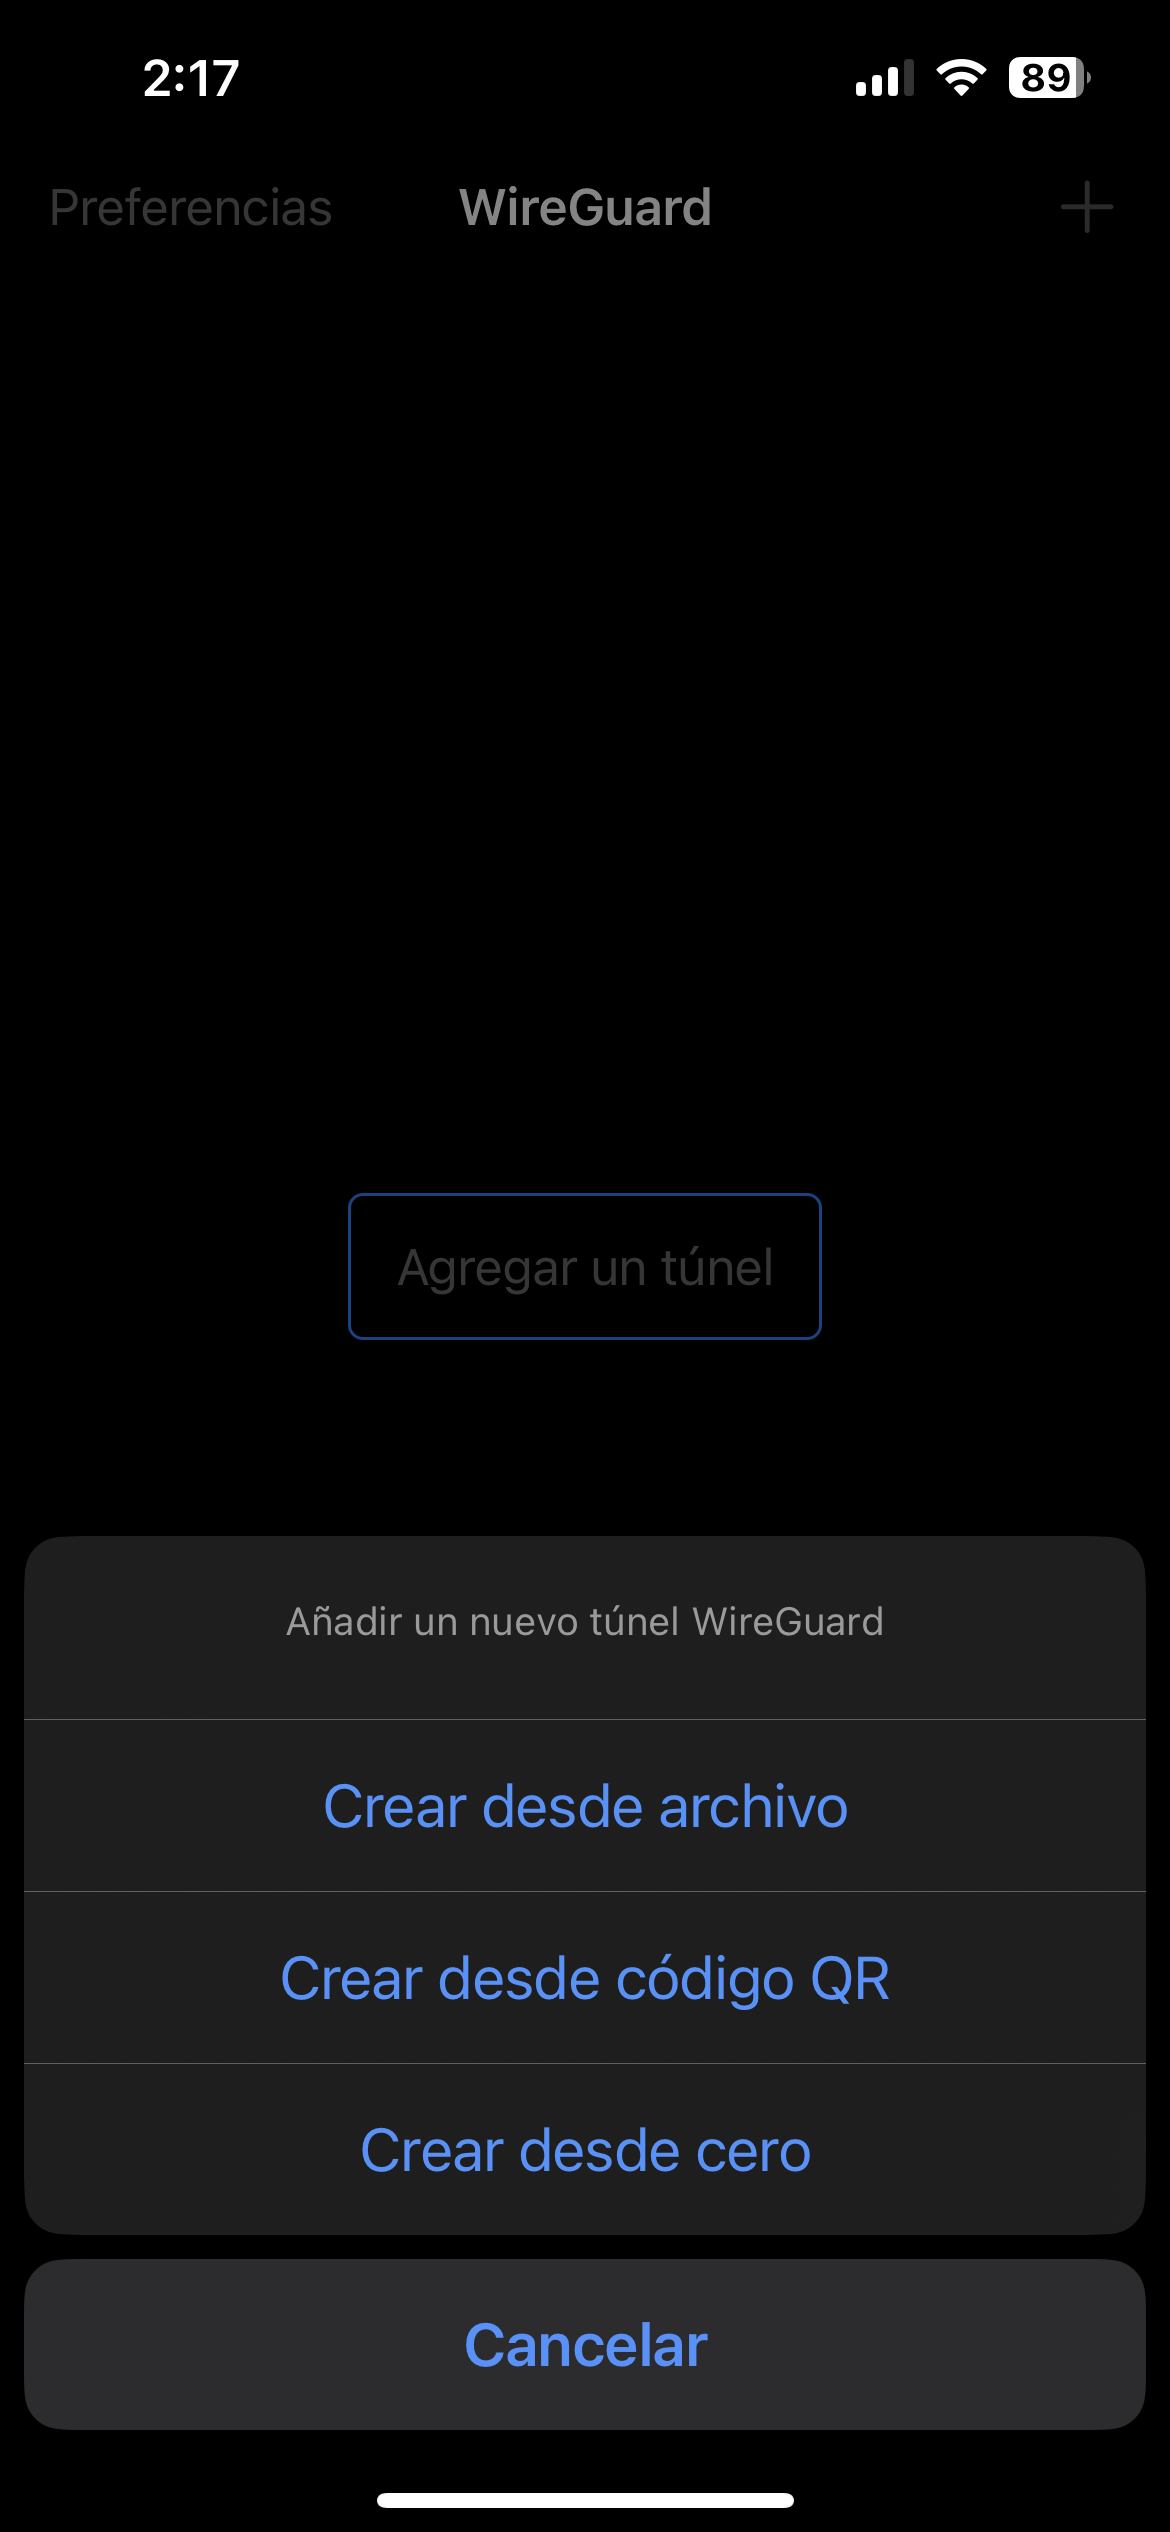 2:17
89
Preferencias
WireGuard
Agregar un túnel
Añadir un nuevo túnel WireGuard
Crear desde archivo
Crear desde código QR
Crear desde cero
Cancelar